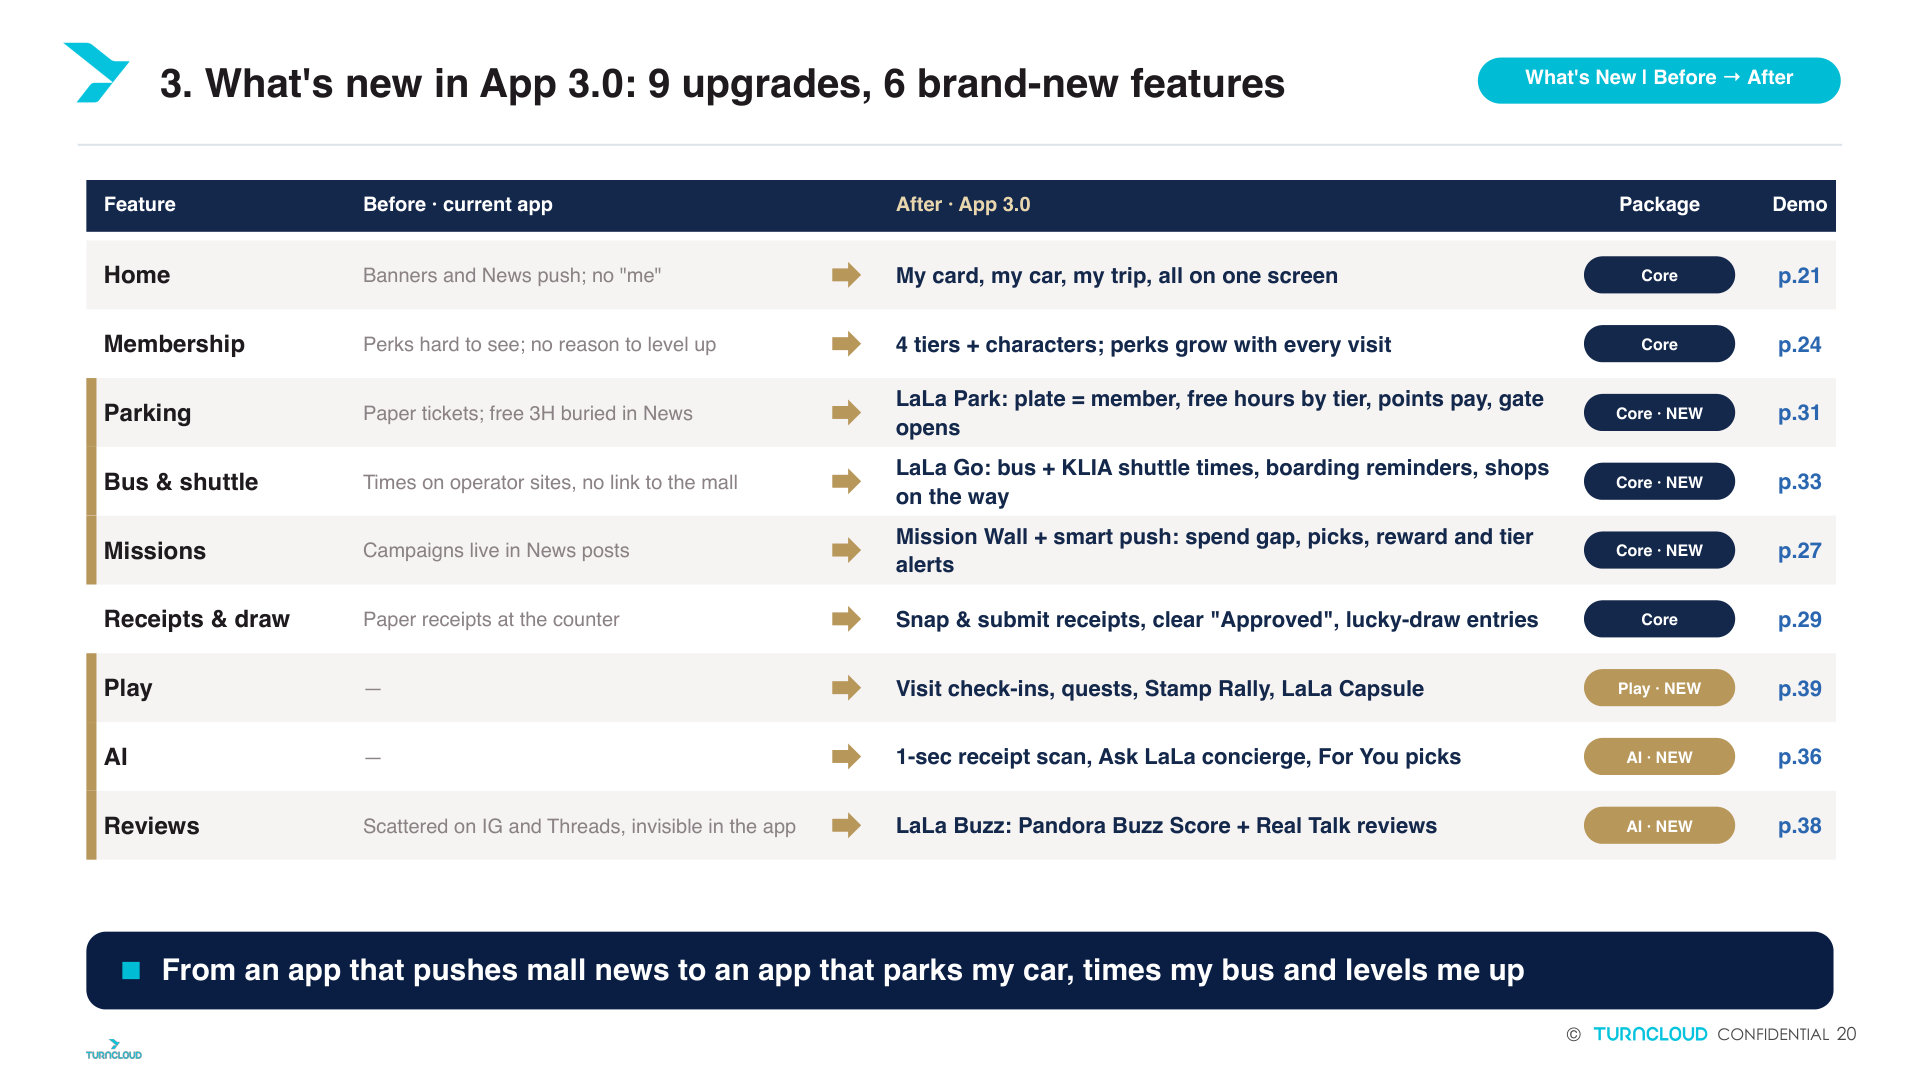 3. What's new in App 3.0: 9 upgrades, 6 brand-new features
What's New | Before → After
Feature Before · current app After · App 3.0 Package Demo
Home Banners and News push; no "me" My card, my car, my trip, all on one screen Core p.21
Membership Perks hard to see; no reason to level up 4 tiers + characters; perks grow with every visit Core p.24
Parking Paper tickets; free 3H buried in News LaLa Park: plate = member, free hours by tier, points pay, gate
opens Core · NEW p.31
Bus & shuttle Times on operator sites, no link to the mall LaLa Go: bus + KLIA shuttle times, boarding reminders, shops
on the way Core · NEW p.33
Missions Campaigns live in News posts Mission Wall + smart push: spend gap, picks, reward and tier
alerts Core · NEW p.27
Receipts & draw Paper receipts at the counter Snap & submit receipts, clear "Approved", lucky-draw entries Core p.29
Play — Visit check-ins, quests, Stamp Rally, LaLa Capsule Play · NEW p.39
AI — 1-sec receipt scan, Ask LaLa concierge, For You picks AI · NEW p.36
Reviews Scattered on IG and Threads, invisible in the app LaLa Buzz: Pandora Buzz Score + Real Talk reviews AI · NEW p.38
From an app that pushes mall news to an app that parks my car, times my bus and levels me up
TURNCLOUD
© TURNCLOUD CONFIDENTIAL 20